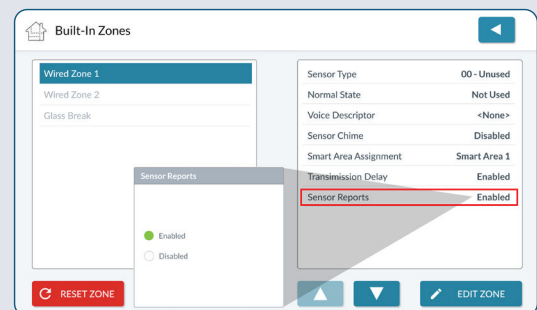 Built-In Zones
Wired Zone 1
Wired Zone 2
Glass Break
Sensor Type 00 - Unused
Normal State Not Used
Voice Descriptor <None>
Sensor Chime Disabled
Smart Area Assignment Smart Area 1
Transimission Delay Enabled
Sensor Reports Enabled
Sensor Reports
Enabled
Disabled
RESET ZONE
EDIT ZONE